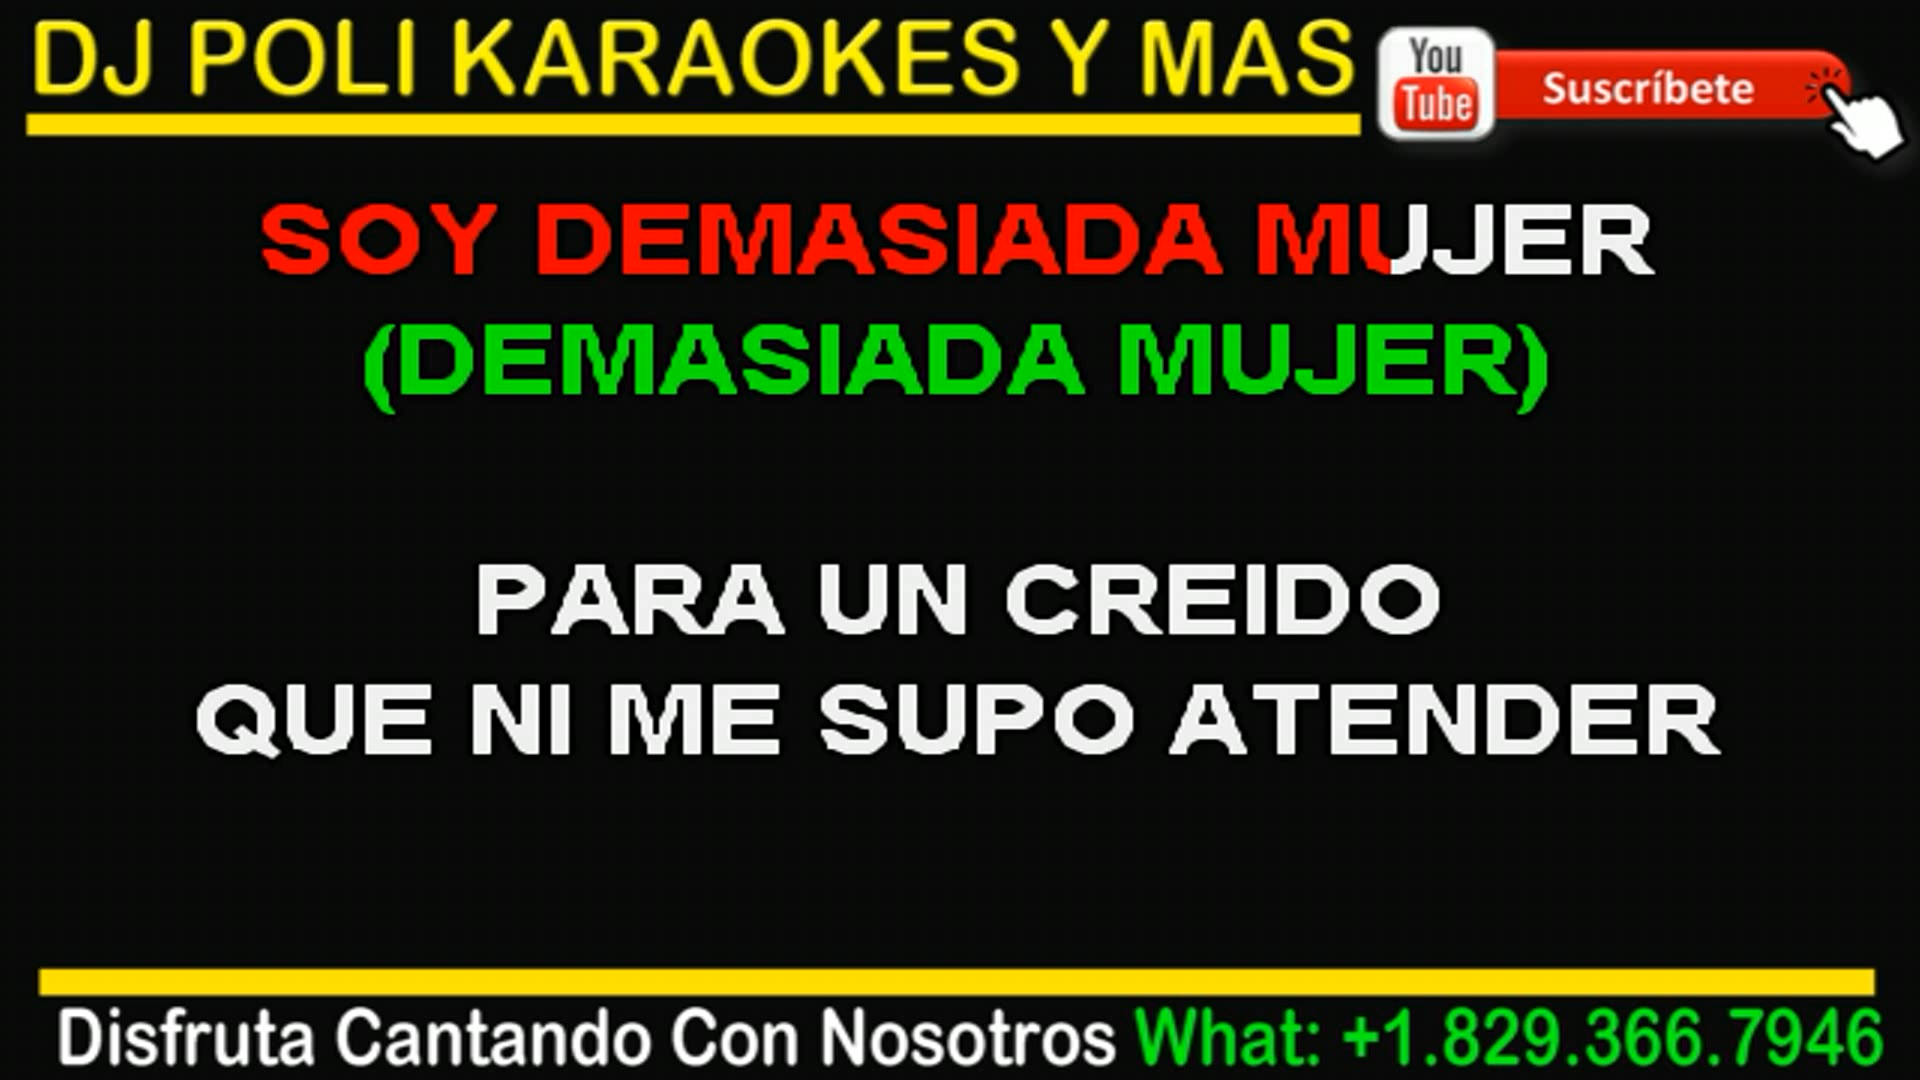 DJ POLI KARAOKES Y MAS
You
Tube
Suscríbete
SOY DEMASIADA MUJER
(DEMASIADA MUJER)
PARA UN CREIDO
QUE NI ME SUPO ATENDER
Disfruta Cantando Con Nosotros What: +1.829.366.7946